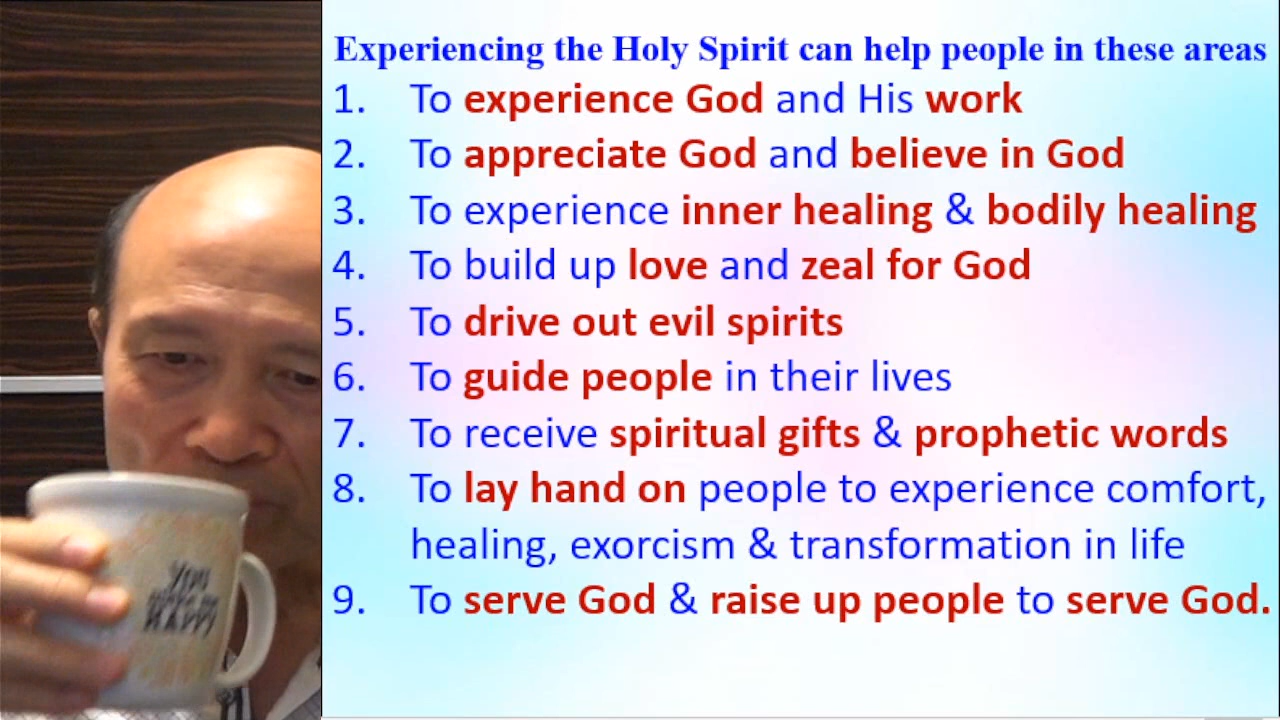 Experiencing the Holy Spirit can help people in these areas
1. To experience God and His work
2. To appreciate God and believe in God
3. To experience inner healing & bodily healing
4. To build up love and zeal for God
5. To drive out evil spirits
6. To guide people in their lives
7. To receive spiritual gifts & prophetic words
8. To lay hand on people to experience comfort,
healing, exorcism & transformation in life
9. To serve God & raise up people to serve God.
YOU
HAPPY